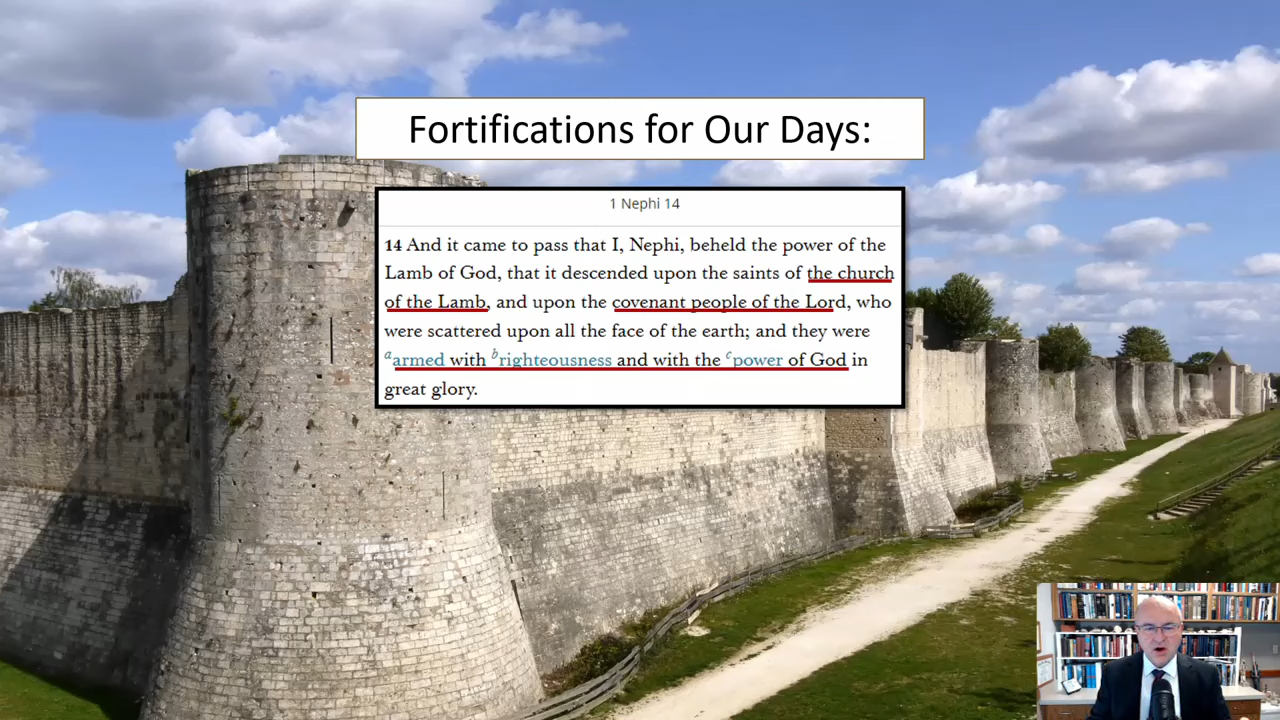 Fortifications for Our Days:
1 Nephi 14
14 And it came to pass that I, Nephi, beheld the power of the
Lamb of God, that it descended upon the saints of the church
of the Lamb, and upon the covenant people of the Lord, who
were scattered upon all the face of the earth; and they were
a armed with b righteousness and with the c power of God in
great glory.